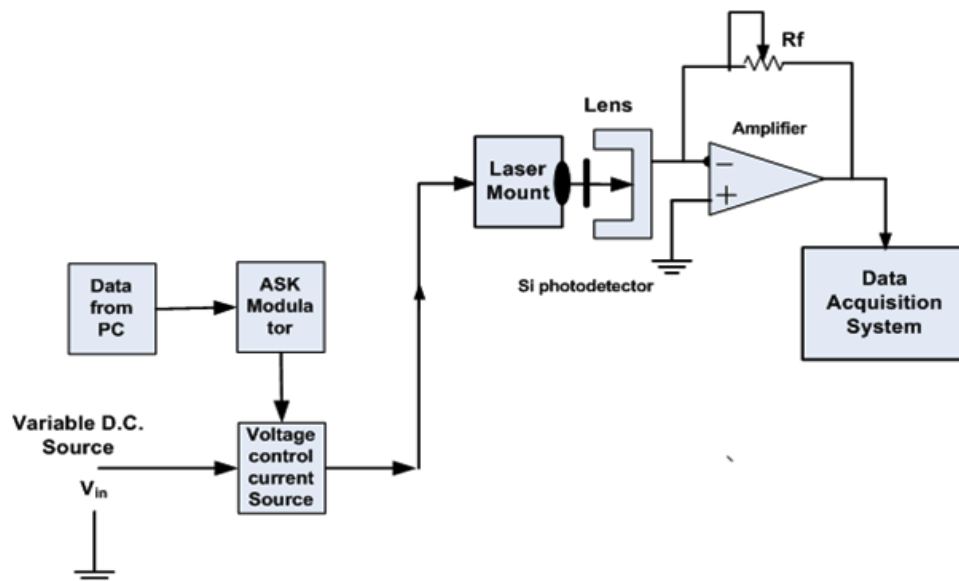 Rf
Lens
Amplifier
Laser
Mount
−
+
Si photodetector
Data
from
PC
ASK
Modula
tor
Data
Acquisition
System
Variable D.C.
Source
Vin
Voltage
control
current
Source